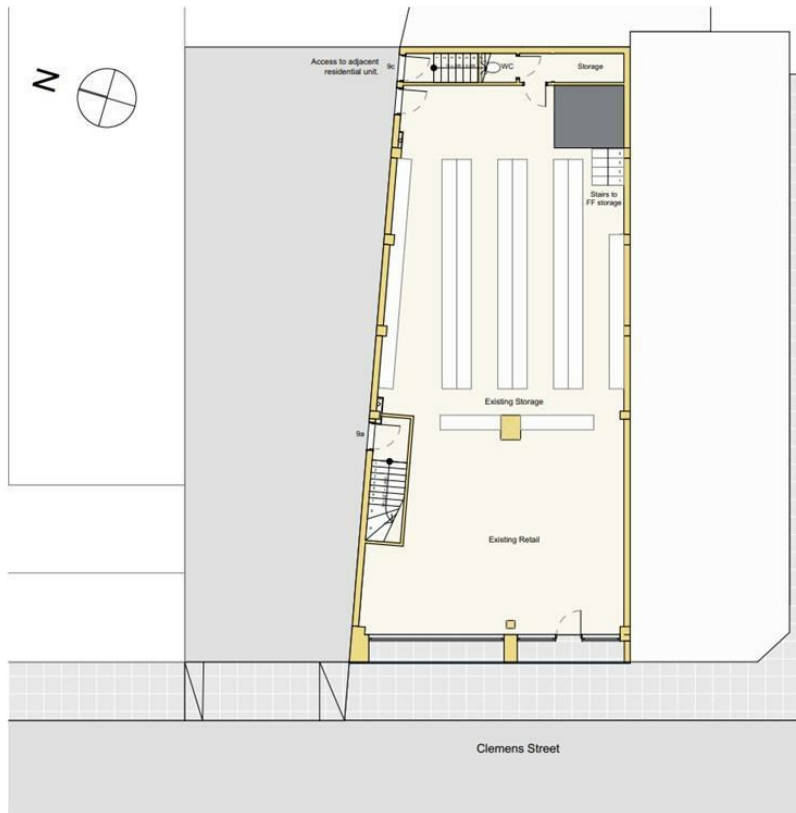 N
Access to adjacent
residential unit.
9c
WC
Storage
Stairs to
FF storage
Existing Storage
9a
Existing Retail
Clemens Street